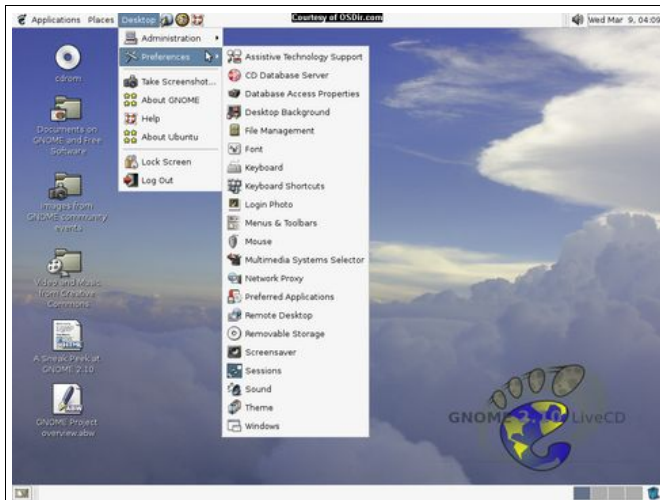 Applications Places Desktop
Courtesy of OSDir.com
Wed Mar 9, 04:09
Administration
Preferences
Take Screenshot...
About GNOME
Help
About Ubuntu
Lock Screen
Log Out
Assistive Technology Support
CD Database Server
Database Access Properties
Desktop Background
File Management
Font
Keyboard
Keyboard Shortcuts
Login Photo
Menus & Toolbars
Mouse
Multimedia Systems Selector
Network Proxy
Preferred Applications
Remote Desktop
Removable Storage
Screensaver
Sessions
Sound
Theme
Windows
cdrom
Documents on
GNOME and Free
Software
Images from
GNOME community
events
Video and Music
from Creative
Commons
A Sneak Peek at
GNOME 2.10
GNOME Project
overview.abw
GNOME 2.10 LiveCD